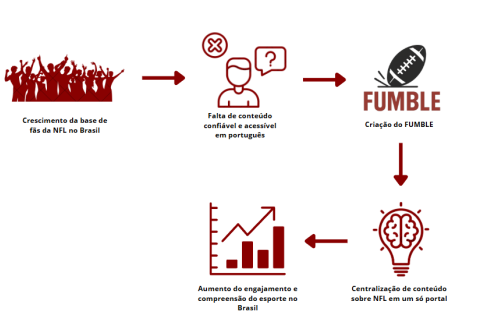 Crescimento da base de
fãs da NFL no Brasil
?
Falta de conteúdo
confiável e acessível
em português
FUMBLE
Criação do FUMBLE
Centralização de conteúdo
sobre NFL em um só portal
Aumento do engajamento e
compreensão do esporte no
Brasil